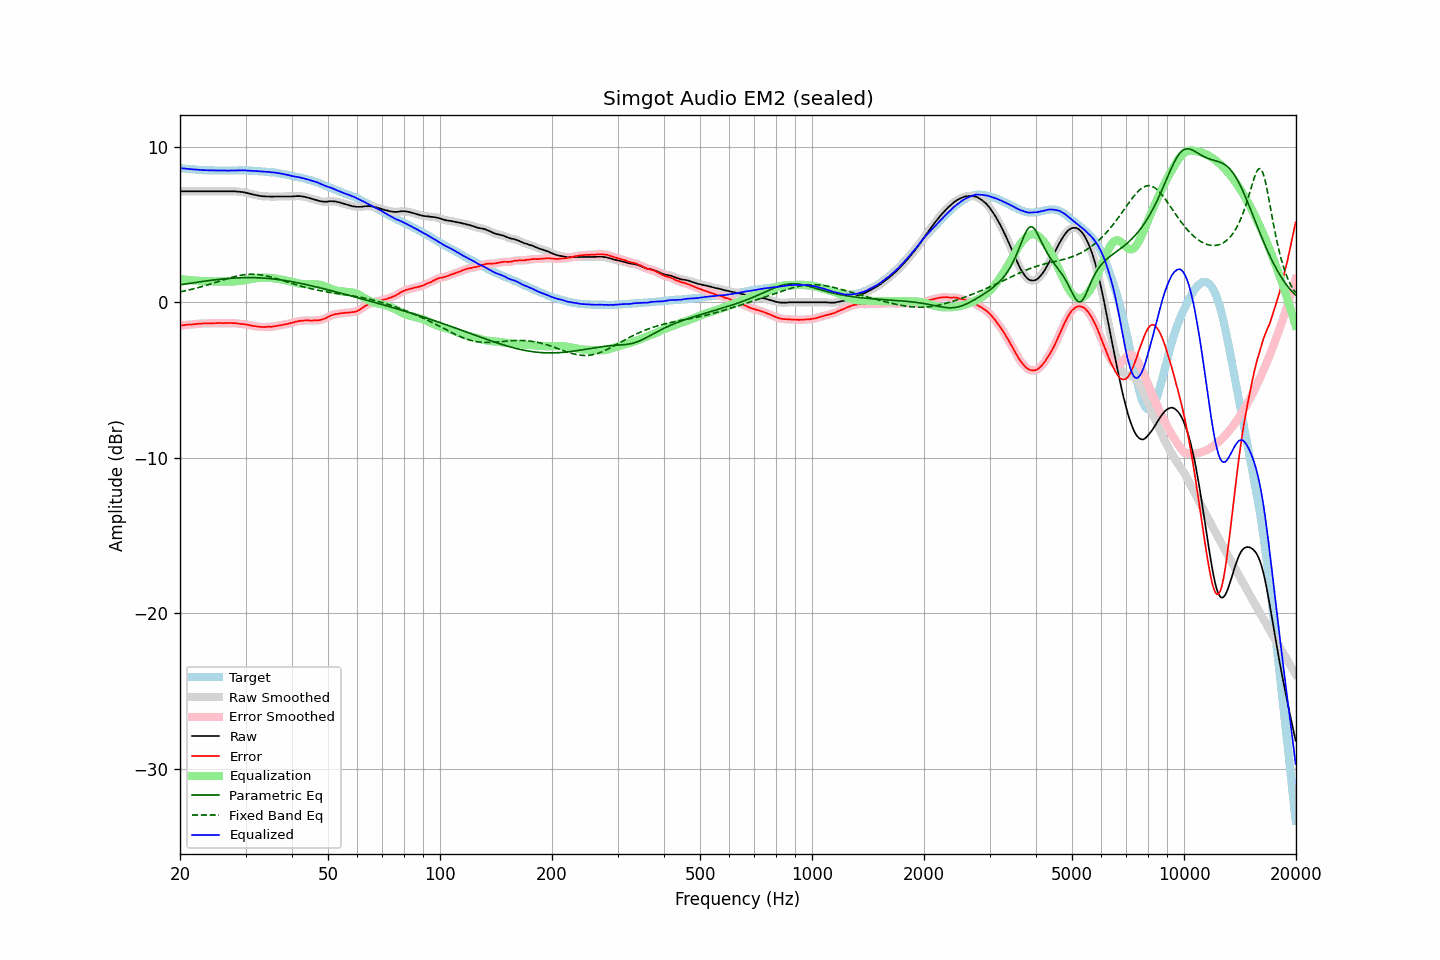 Simgot Audio EM2 (sealed)
10
0
−10
−20
−30
Amplitude (dBr)
Target
Raw Smoothed
Error Smoothed
Raw
Error
Equalization
Parametric Eq
Fixed Band Eq
Equalized
20 50 100 200 500 1000 2000 5000 10000 20000
Frequency (Hz)